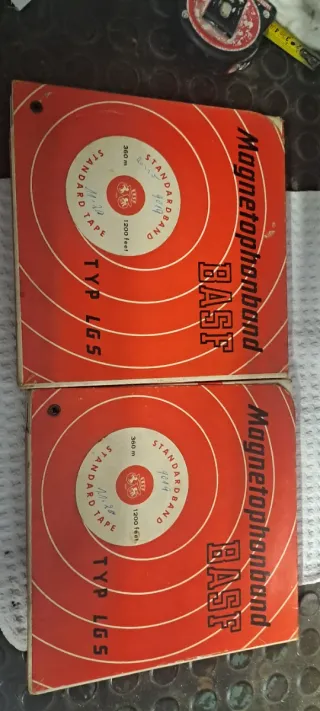 Magnetophonband
BASF
STANDARDBAND
360 m
1200 feet
STANDARD TAPE
TYP LGS
Magnetophonband
BASF
STANDARDBAND
360 m
1200 feet
STANDARD TAPE
TYP LGS